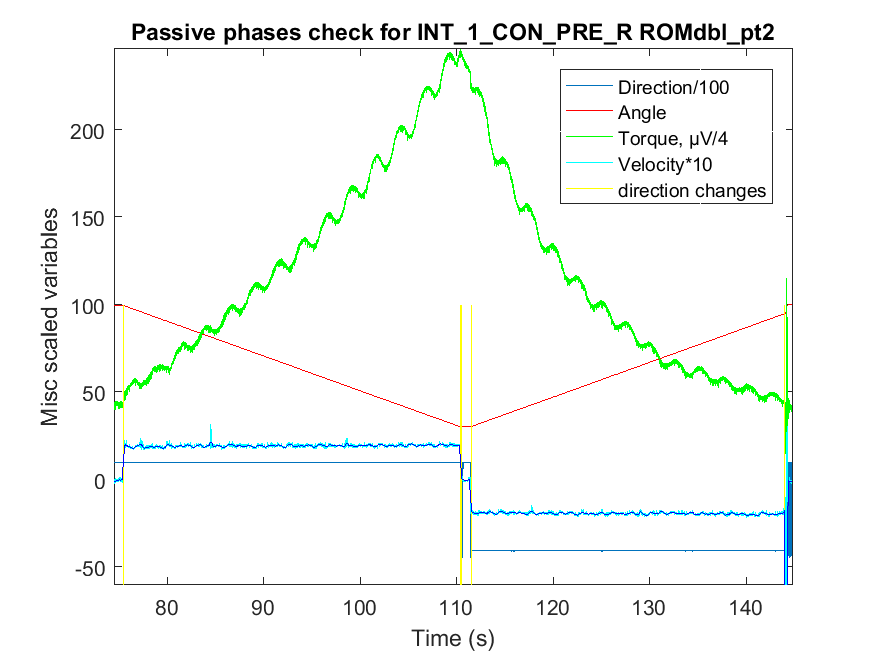 Passive phases check for INT_1_CON_PRE_R ROMdbl_pt2
Direction/100
Angle
Torque, µV/4
Velocity*10
direction changes
Misc scaled variables
200
150
100
50
0
-50
80 90 100 110 120 130 140
Time (s)